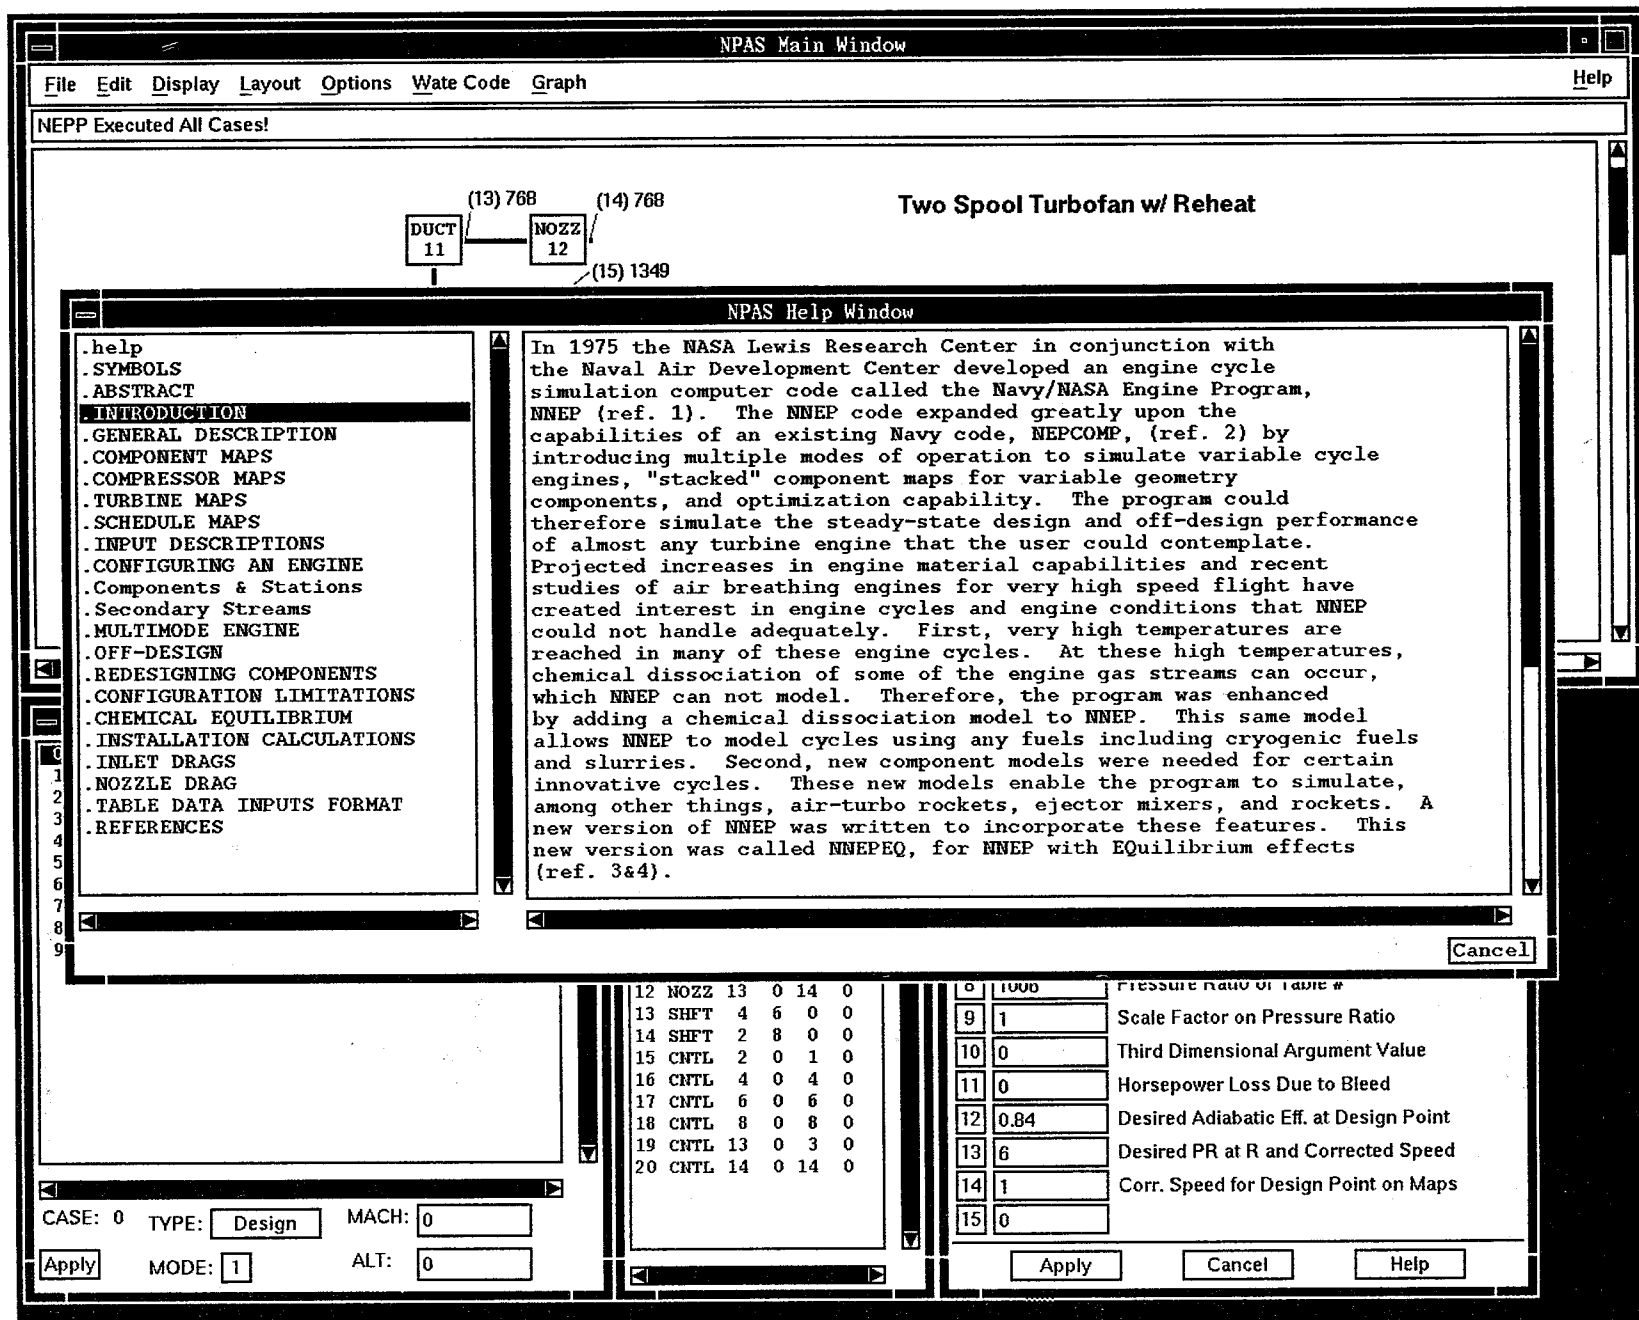 NPAS Main Window
File Edit Display Layout Options Wate Code Graph Help
NEPP Executed All Cases!
(13) 768 (14) 768
Two Spool Turbofan w/ Reheat
DUCT NOZZ
11 12
(15) 1349
NPAS Help Window
.help
.SYMBOLS
.ABSTRACT
.INTRODUCTION
.GENERAL DESCRIPTION
.COMPONENT MAPS
.COMPRESSOR MAPS
.TURBINE MAPS
.SCHEDULE MAPS
.INPUT DESCRIPTIONS
.CONFIGURING AN ENGINE
.Components & Stations
.Secondary Streams
.MULTIMODE ENGINE
.OFF-DESIGN
.REDESIGNING COMPONENTS
.CONFIGURATION LIMITATIONS
.CHEMICAL EQUILIBRIUM
.INSTALLATION CALCULATIONS
.INLET DRAGS
.NOZZLE DRAG
.TABLE DATA INPUTS FORMAT
.REFERENCES
In 1975 the NASA Lewis Research Center in conjunction with
the Naval Air Development Center developed an engine cycle
simulation computer code called the Navy/NASA Engine Program,
NNEP (ref. 1). The NNEP code expanded greatly upon the
capabilities of an existing Navy code, NEPCOMP, (ref. 2) by
introducing multiple modes of operation to simulate variable cycle
engines, "stacked" component maps for variable geometry
components, and optimization capability. The program could
therefore simulate the steady-state design and off-design performance
of almost any turbine engine that the user could contemplate.
Projected increases in engine material capabilities and recent
studies of air breathing engines for very high speed flight have
created interest in engine cycles and engine conditions that NNEP
could not handle adequately. First, very high temperatures are
reached in many of these engine cycles. At these high temperatures,
chemical dissociation of some of the engine gas streams can occur,
which NNEP can not model. Therefore, the program was enhanced
by adding a chemical dissociation model to NNEP. This same model
allows NNEP to model cycles using any fuels including cryogenic fuels
and slurries. Second, new component models were needed for certain
innovative cycles. These new models enable the program to simulate,
among other things, air-turbo rockets, ejector mixers, and rockets. A
new version of NNEP was written to incorporate these features. This
new version was called NNEPEQ, for NNEP with EQuilibrium effects
(ref. 3&4).
Cancel
0
1
2
3
4
5
6
7
8
9
CASE: 0 TYPE: Design MACH: 0
Apply MODE: 1 ALT: 0
12 NOZZ 13 0 14 0
13 SHFT 4 6 0 0
14 SHFT 2 8 0 0
15 CNTL 2 0 1 0
16 CNTL 4 0 4 0
17 CNTL 6 0 6 0
18 CNTL 8 0 8 0
19 CNTL 13 0 3 0
20 CNTL 14 0 14 0
8 1006 Pressure Ratio of Table #
9 1 Scale Factor on Pressure Ratio
10 0 Third Dimensional Argument Value
11 0 Horsepower Loss Due to Bleed
12 0.84 Desired Adiabatic Eff. at Design Point
13 6 Desired PR at R and Corrected Speed
14 1 Corr. Speed for Design Point on Maps
15 0
Apply Cancel Help